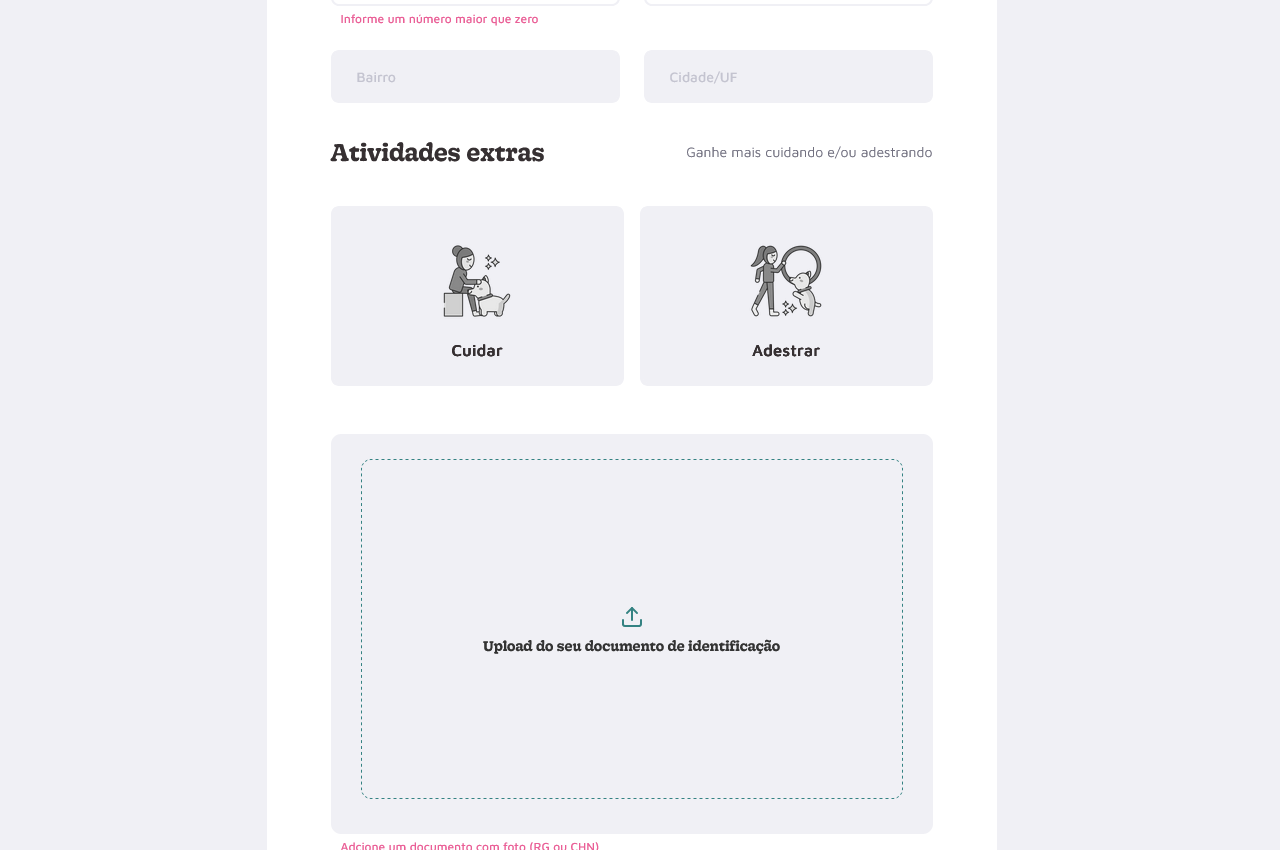 Informe um número maior que zero
Bairro
Cidade/UF
Atividades extras
Ganhe mais cuidando e/ou adestrando
Cuidar
Adestrar
Upload do seu documento de identificação
Adcione um documento com foto (RG ou CHN)